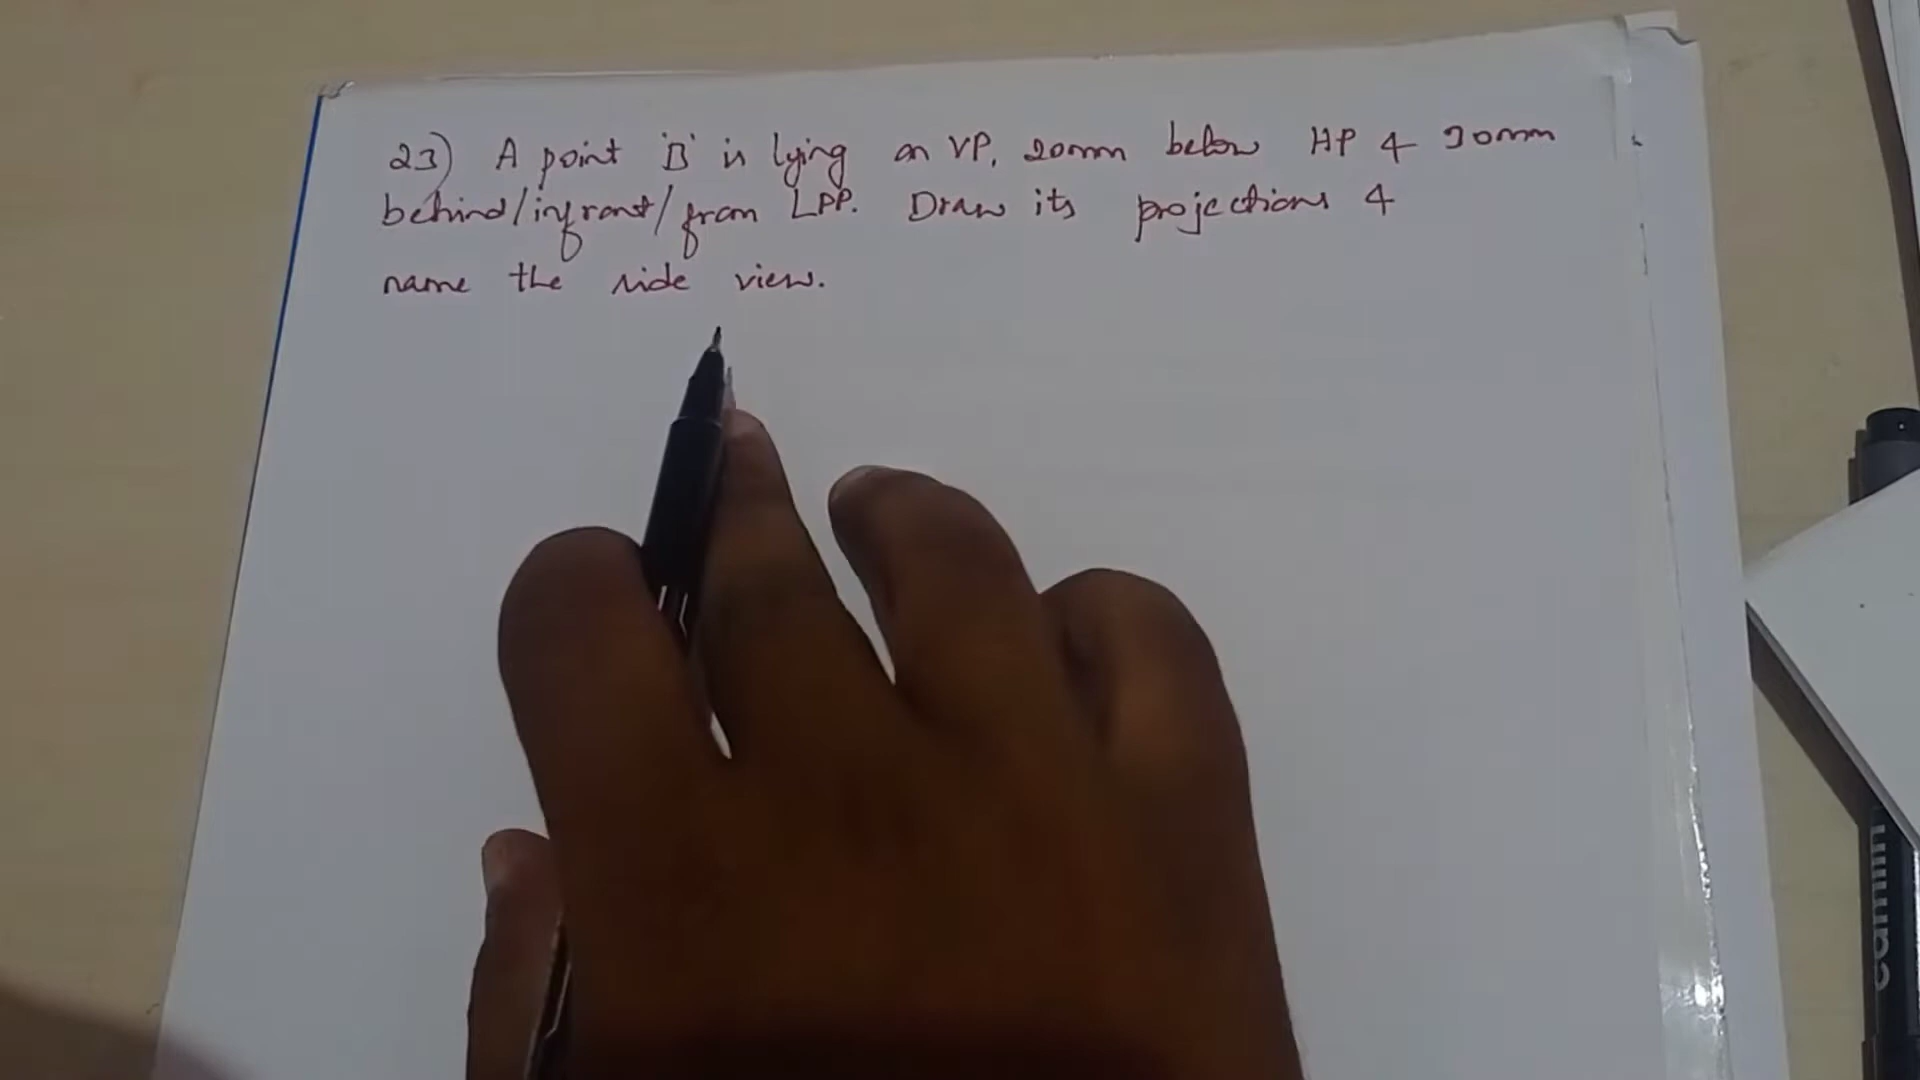 23) A point 'B' is lying on VP, 20mm below HP & 30mm
behind/infront/from LPP. Draw its projections &
name the side view.
camlin